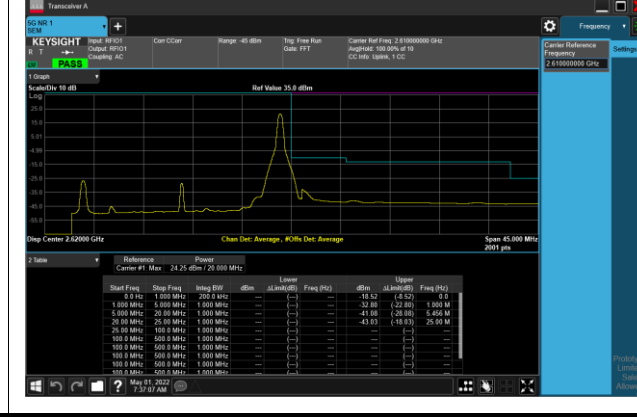 Transceiver A
5G NR 1
SEM
+
Frequency
KEYSIGHT
R T
PASS
Input: RFIO1
Output: RFIO1
Coupling: AC
Corr CCorr
Range: -45 dBm
Trig: Free Run
Gate: FFT
Carrier Ref Freq: 2.610000000 GHz
Avg|Hold: 100.00% of 10
CC Info: Uplink, 1 CC
Carrier Reference
Frequency
2.610000000 GHz
Settings
1 Graph
Scale/Div 10 dB
Ref Value 35.0 dBm
Log
25.0
15.0
5.01
-4.99
-15.0
-25.0
-35.0
-45.0
-55.0
Disp Center 2.62000 GHz
Chan Det: Average , #Offs Det: Average
Span 45.000 MHz
2001 pts
2 Table
Reference Power
Carrier #1: Max 24.25 dBm / 20.000 MHz
Lower Upper
Start Freq Stop Freq Integ BW dBm ΔLimit(dB) Freq (Hz) dBm ΔLimit(dB) Freq (Hz)
0.0 Hz 1.000 MHz 200.0 kHz --- (---) --- -18.52 (-8.52) 0.0
1.000 MHz 5.000 MHz 1.000 MHz --- (---) --- -32.80 (-22.80) 1.000 M
5.000 MHz 20.00 MHz 1.000 MHz --- (---) --- -41.08 (-28.08) 5.456 M
20.00 MHz 25.00 MHz 1.000 MHz --- (---) --- -43.03 (-18.03) 25.00 M
25.00 MHz 100.0 MHz 1.000 MHz --- (---) --- --- (---) ---
100.0 MHz 500.0 MHz 1.000 MHz --- (---) --- --- (---) ---
100.0 MHz 500.0 MHz 1.000 MHz --- (---) --- --- (---) ---
100.0 MHz 500.0 MHz 1.000 MHz --- (---) --- --- (---) ---
100.0 MHz 500.0 MHz 1.000 MHz --- (---) --- --- (---) ---
100.0 MHz 500.0 MHz 1.000 MHz
?
May 01, 2022
7:37:07 AM